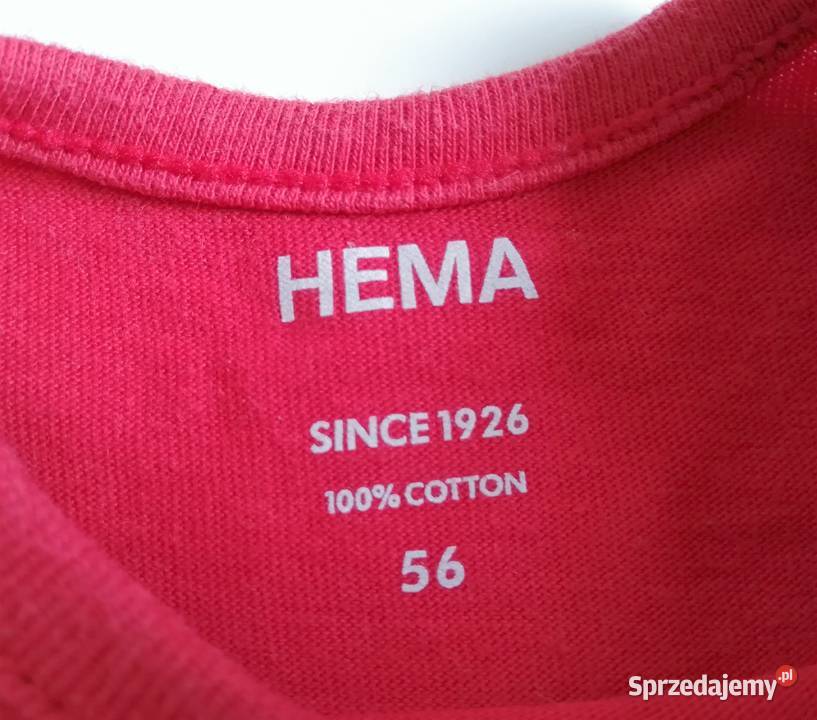 HEMA
SINCE 1926
100% COTTON
56
Sprzedajemy.pl